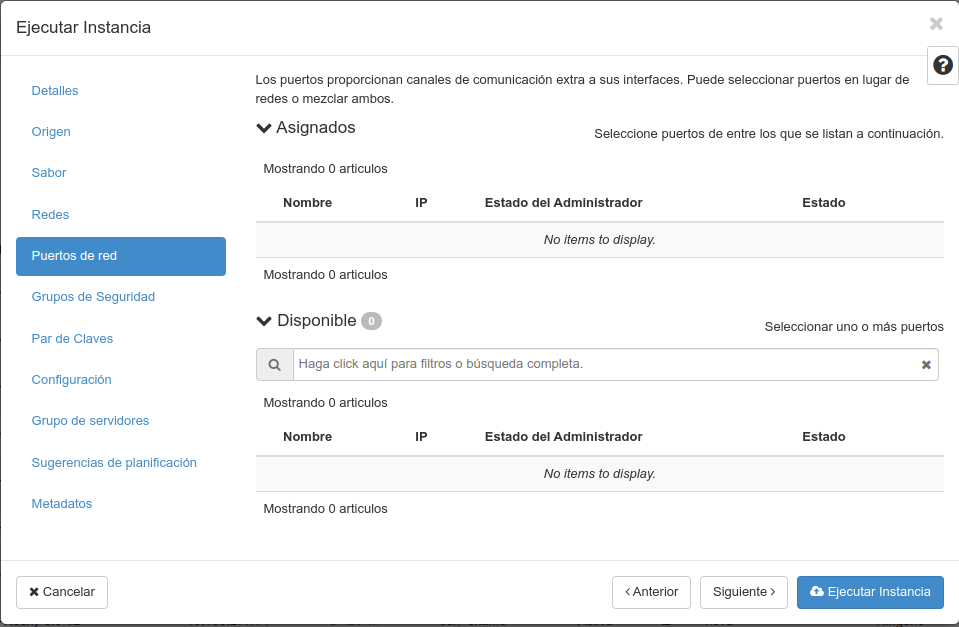 Ejecutar Instancia
Detalles
Origen
Sabor
Redes
Puertos de red
Grupos de Seguridad
Par de Claves
Configuración
Grupo de servidores
Sugerencias de planificación
Metadatos
Los puertos proporcionan canales de comunicación extra a sus interfaces. Puede seleccionar puertos en lugar de
redes o mezclar ambos.
Asignados
Seleccione puertos de entre los que se listan a continuación.
Mostrando 0 articulos
Nombre IP Estado del Administrador Estado
No items to display.
Mostrando 0 articulos
Disponible 0
Seleccionar uno o más puertos
Haga click aquí para filtros o búsqueda completa.
Mostrando 0 articulos
Nombre IP Estado del Administrador Estado
No items to display.
Mostrando 0 articulos
Cancelar
Anterior
Siguiente
Ejecutar Instancia